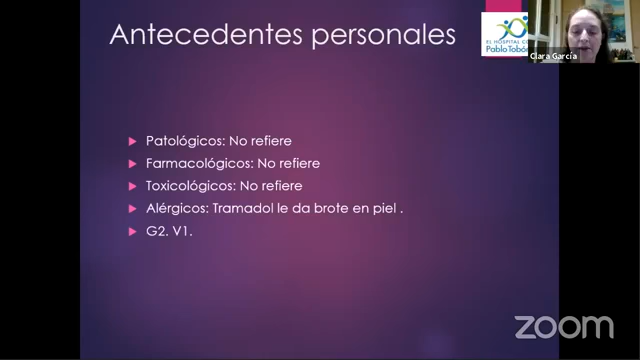 Antecedentes personales
EL HOSPITAL
Pablo Tobón
Clara García
Patológicos: No refiere
Farmacológicos: No refiere
Toxicológicos: No refiere
Alérgicos: Tramadol le da brote en piel .
G2. V1.
zoom